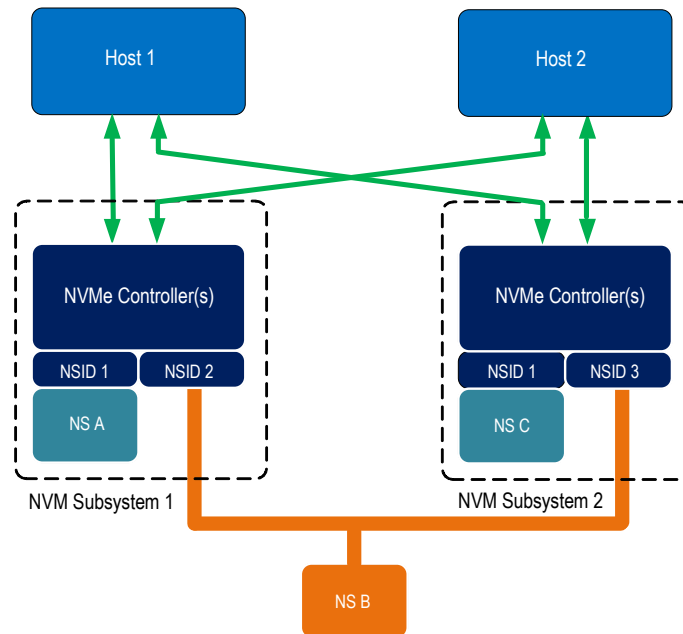 Host 1
Host 2
NVMe Controller(s)
NVMe Controller(s)
NSID 1
NSID 2
NSID 1
NSID 3
NS A
NS C
NVM Subsystem 1
NVM Subsystem 2
NS B